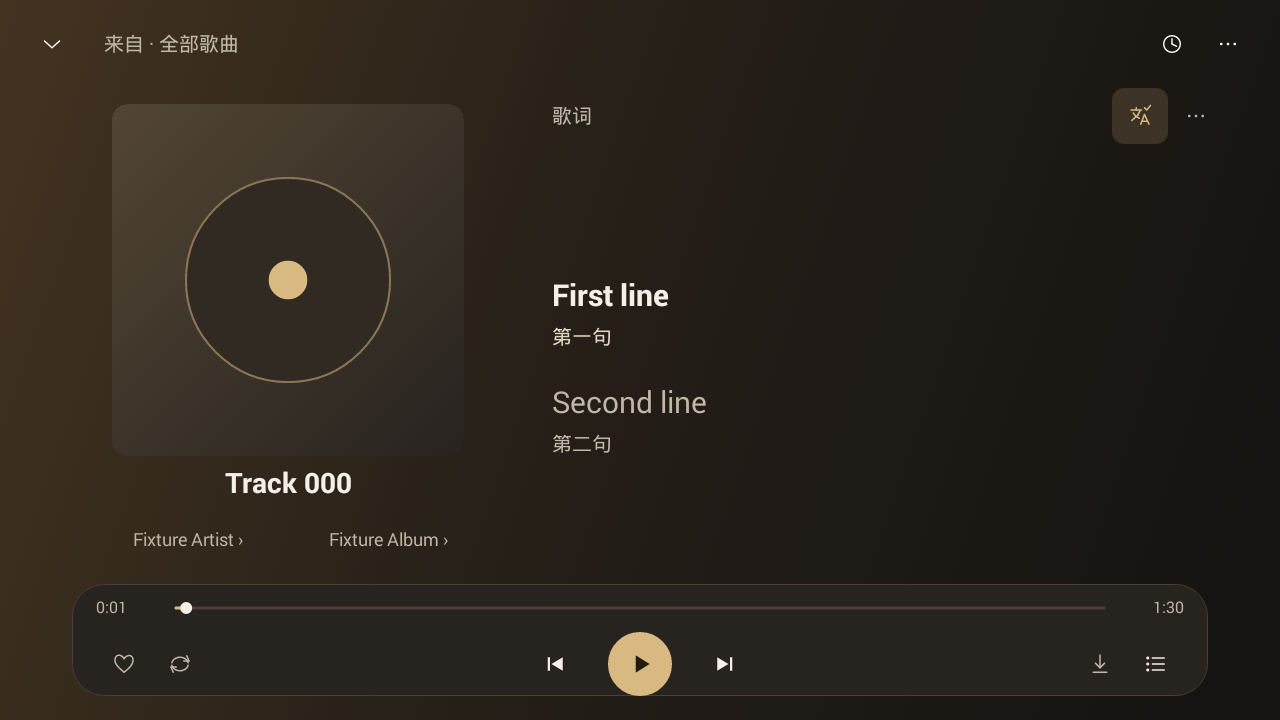 来自 · 全部歌曲
歌词
First line
第一句
Second line
第二句
Track 000
Fixture Artist ›
Fixture Album ›
0:01
1:30